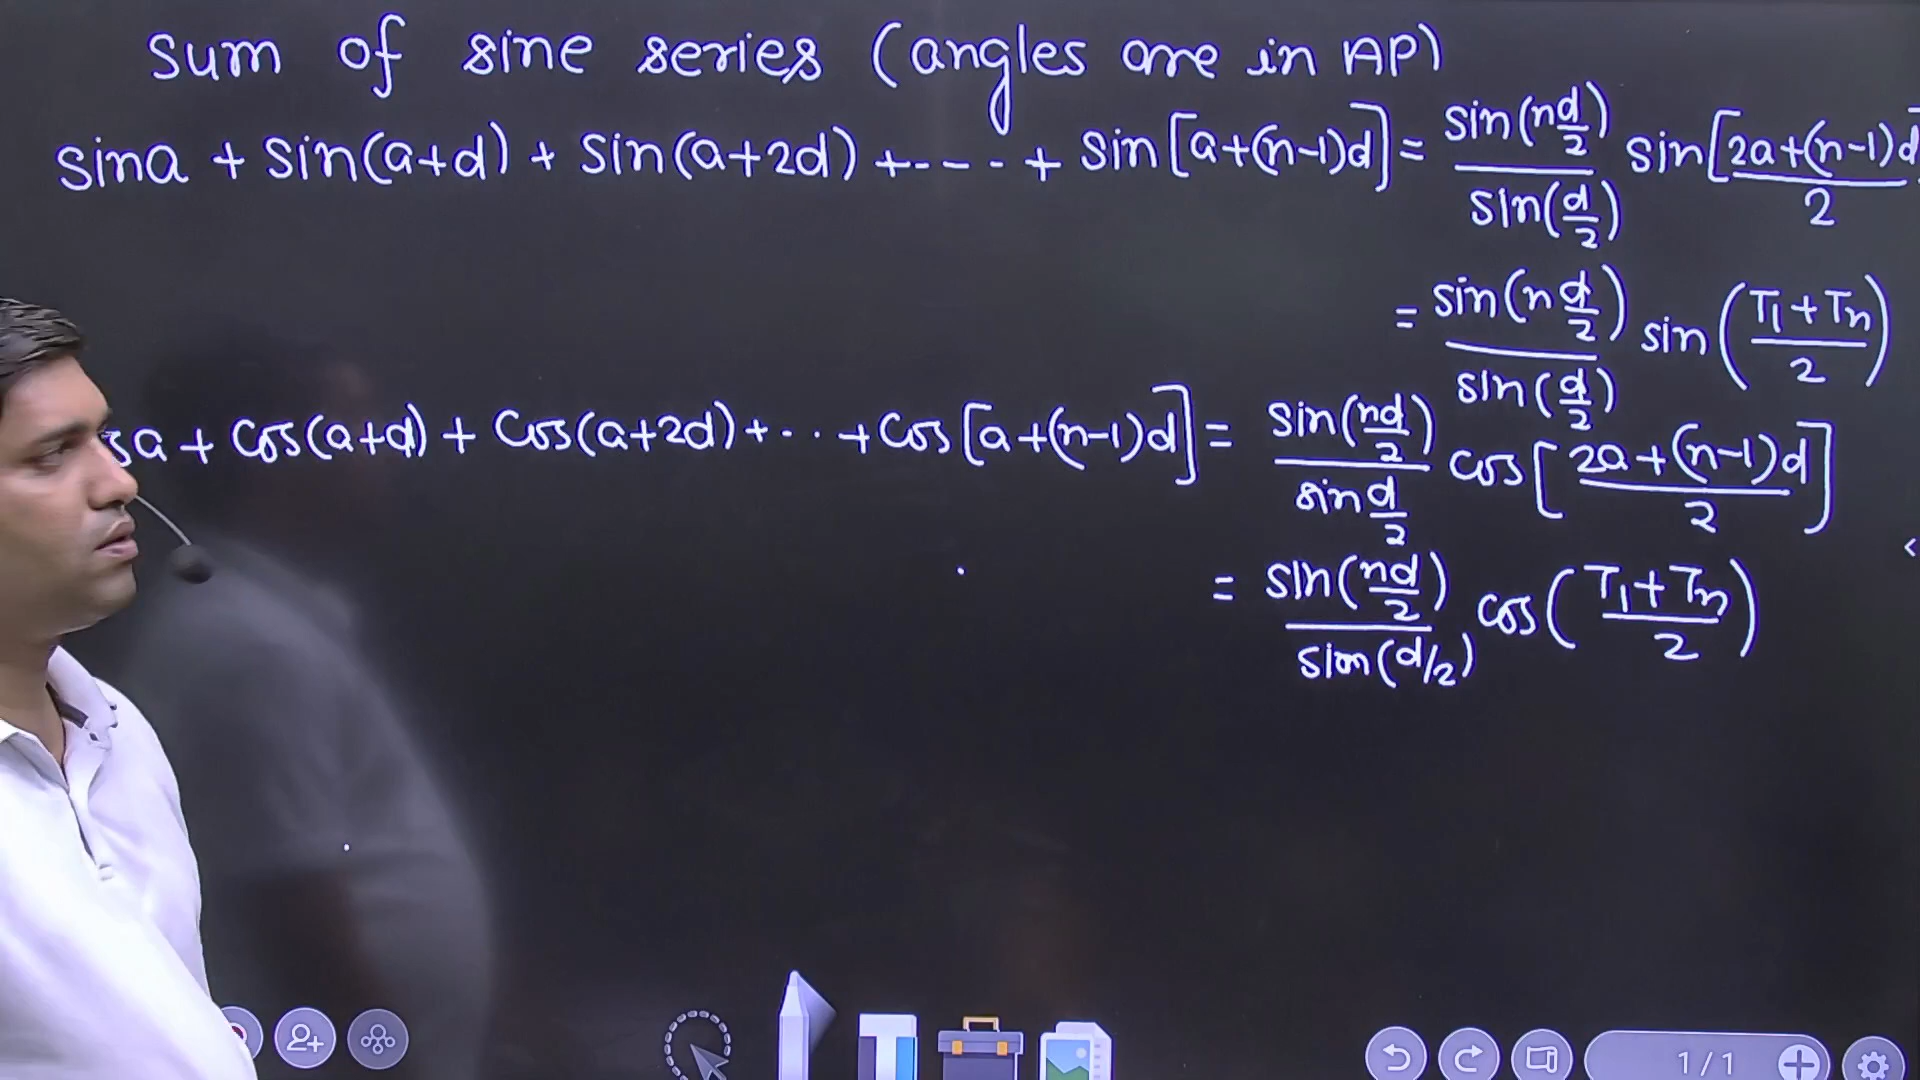 Sum of sine series (angles are in AP)
sina + sin(a+d) + sin(a+2d) +---- + sin[a+(n-1)d] = sin(nd/2)/sin(d/2) sin[2a+(n-1)d/2]
= sin(nd/2)/sin(d/2) sin(T1+Tn/2)
sa + cos(a+d) + cos(a+2d) + ... + cos[a+(n-1)d] = sin(nd/2)/sin d/2 cos[2a+(n-1)d/2]
= sin(nd/2)/sin(d/2) cos(T1+Tn/2)
1/1